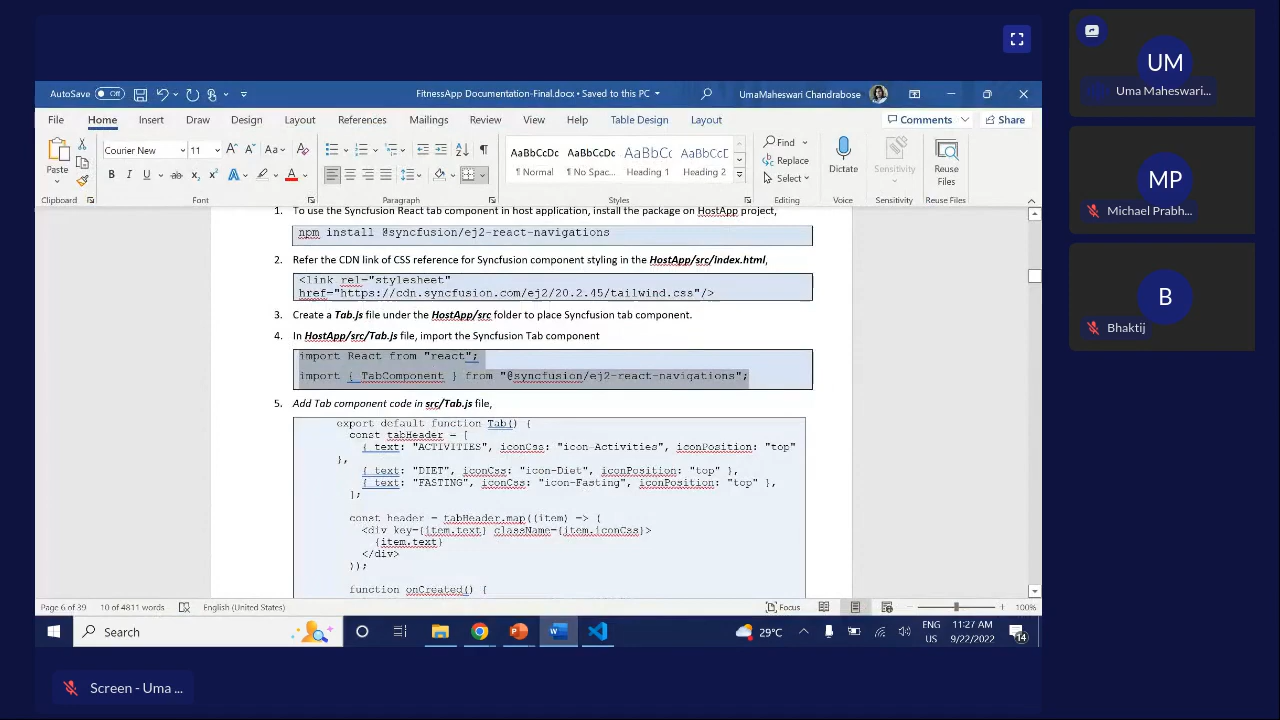 AutoSave Off
FitnessApp Documentation-Final.docx • Saved to this PC
UmaMaheswari Chandrabose
File Home Insert Draw Design Layout References Mailings Review View Help Table Design Layout
Comments Share
Paste
Courier New 11
AaBbCcDc AaBbCcDc AaBbCc AaBbCcD
¶ Normal ¶ No Spac... Heading 1 Heading 2
Find
Replace
Select
Dictate
Sensitivity
Reuse Files
Clipboard Font Paragraph Styles Editing Voice Sensitivity Reuse Files
1. To use the Syncfusion React tab component in host application, install the package on HostApp project,
npm install @syncfusion/ej2-react-navigations
2. Refer the CDN link of CSS reference for Syncfusion component styling in the HostApp/src/Index.html,
<link rel="stylesheet"
href="https://cdn.syncfusion.com/ej2/20.2.45/tailwind.css"/>
3. Create a Tab.js file under the HostApp/src folder to place Syncfusion tab component.
4. In HostApp/src/Tab.js file, import the Syncfusion Tab component
import React from "react";
import { TabComponent } from "@syncfusion/ej2-react-navigations";
5. Add Tab component code in src/Tab.js file,
export default function Tab() {
const tabHeader = [
{ text: "ACTIVITIES", iconCss: "icon-Activities", iconPosition: "top"
},
{ text: "DIET", iconCss: "icon-Diet", iconPosition: "top" },
{ text: "FASTING", iconCss: "icon-Fasting", iconPosition: "top" },
];
const header = tabHeader.map((item) => {
<div key={item.text} className={item.iconCss}>
{item.text}
</div>
});
function onCreated() {
Page 6 of 39 10 of 4811 words English (United States) Focus 100%
Search
29°C
ENG
US
11:27 AM
9/22/2022
14
Screen - Uma ...
UM
Uma Maheswari...
MP
Michael Prabh...
B
Bhaktij